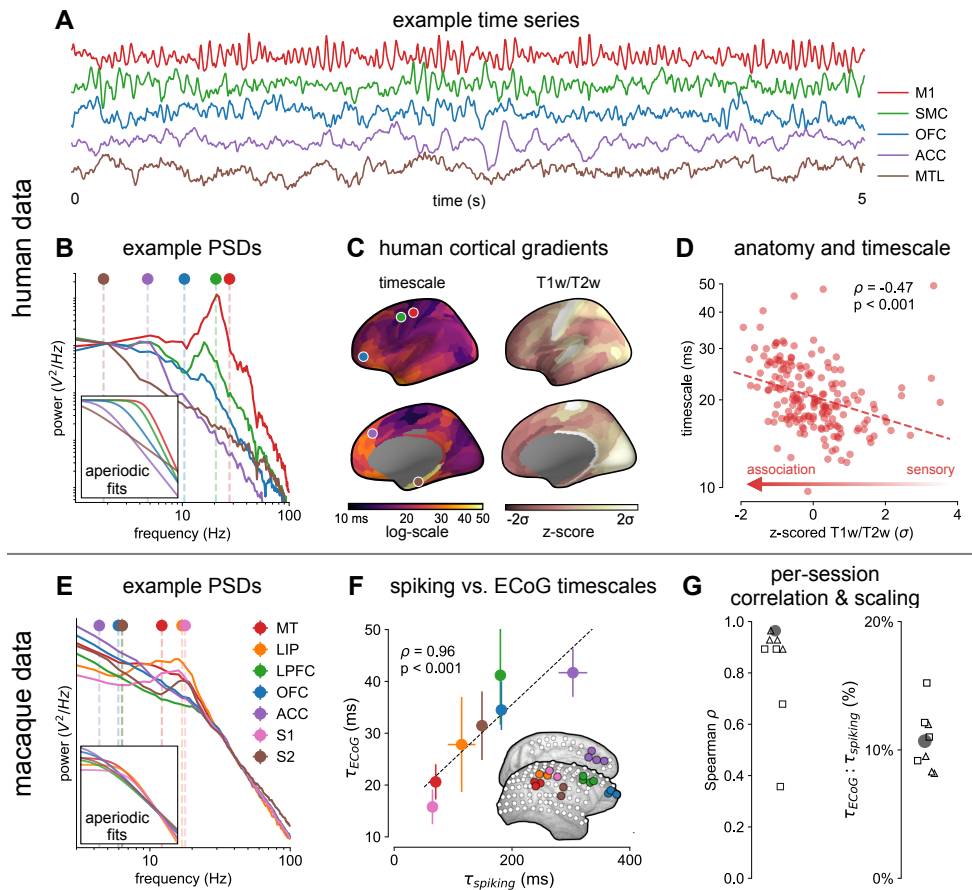 A
example time series
M1
SMC
OFC
ACC
MTL
0
time (s)
5
human data
B
example PSDs
power (V²/Hz)
aperiodic
fits
10
100
frequency (Hz)
C
human cortical gradients
timescale
T1w/T2w
10 ms
20
30
40
50
log-scale
-2σ
2σ
z-score
D
anatomy and timescale
ρ = -0.47
p < 0.001
50
40
30
20
10
timescale (ms)
association
sensory
-2
0
2
4
z-scored T1w/T2w (σ)
macaque data
E
example PSDs
MT
LIP
LPFC
OFC
ACC
S1
S2
power (V²/Hz)
aperiodic
fits
10
100
frequency (Hz)
F
spiking vs. ECoG timescales
ρ = 0.96
p < 0.001
50
40
30
20
10
τECoG (ms)
0
200
400
τspiking (ms)
G
per-session
correlation & scaling
1.0
0.8
0.6
0.4
0.2
0.0
Spearman ρ
20%
10%
0%
τECoG : τspiking (%)